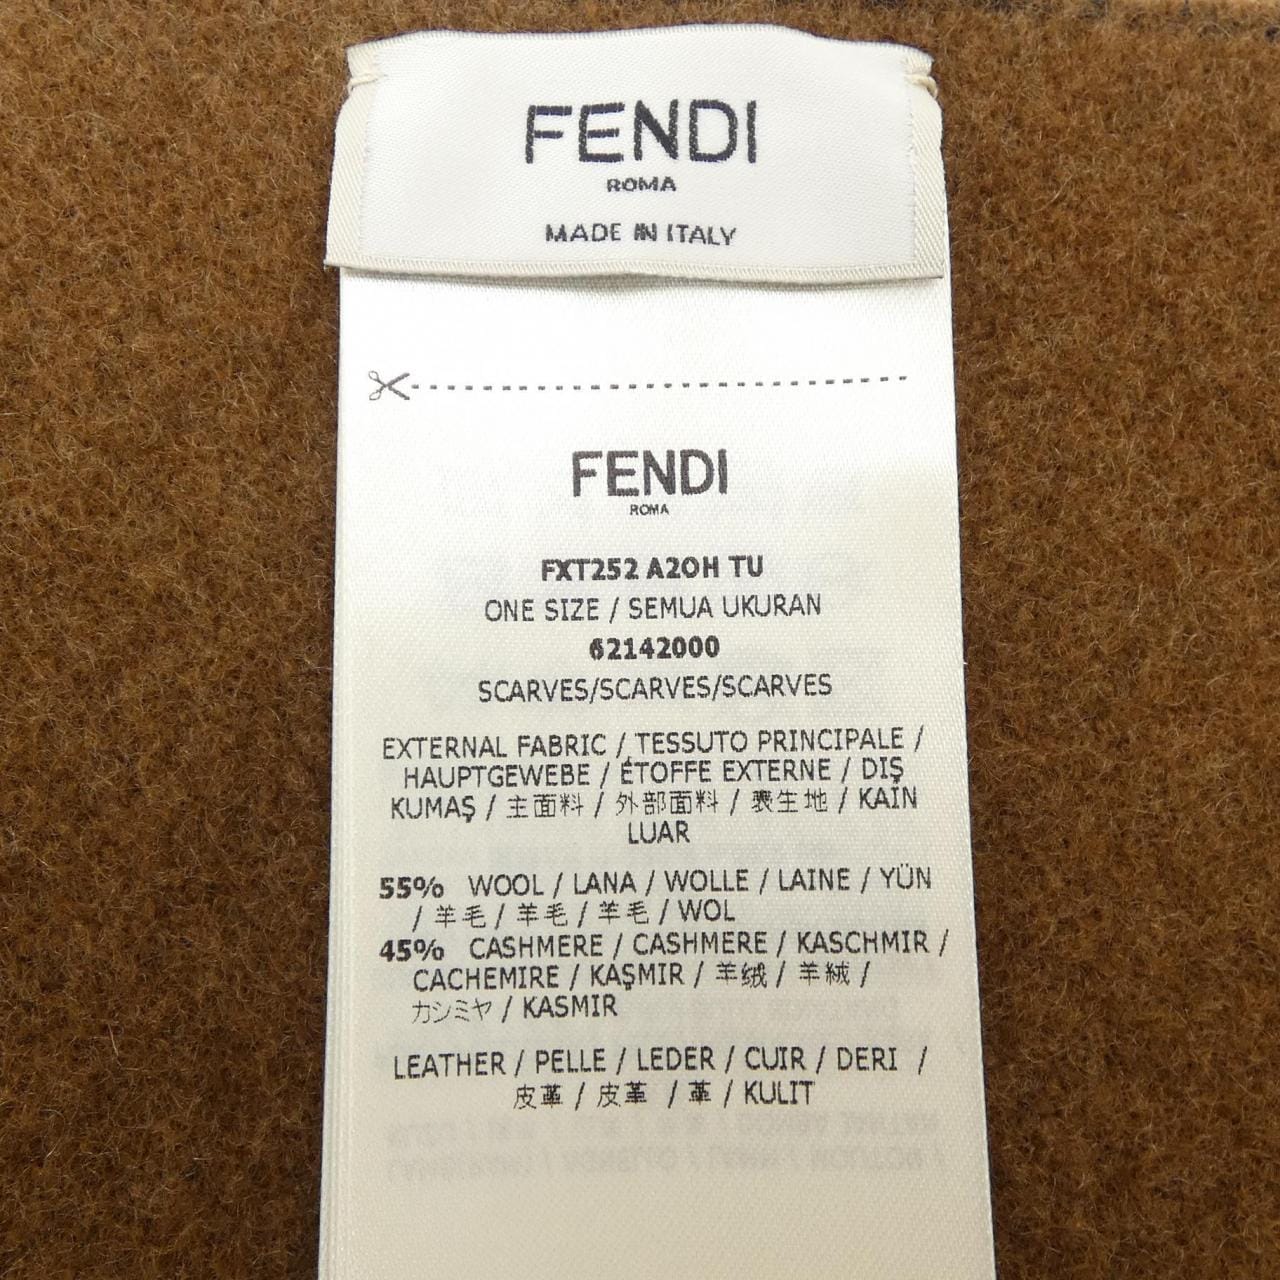 FENDI
ROMA
MADE IN ITALY
FENDI
ROMA
FXT252 A2OH TU
ONE SIZE / SEMUA UKURAN
62142000
SCARVES/SCARVES/SCARVES
EXTERNAL FABRIC / TESSUTO PRINCIPALE /
HAUPTGEWEBE / ÉTOFFE EXTERNE / DIŞ
KUMAŞ / 主面料 / 外部面料 / 表生地 / KAIN
LUAR
55% WOOL / LANA / WOLLE / LAINE / YÜN
/ 羊毛 / 羊毛 / 羊毛 / WOL
45% CASHMERE / CASHMERE / KASCHMIR /
CACHEMIRE / KAŞMIR / 羊绒 / 羊絨 /
カシミヤ / KASMIR
LEATHER / PELLE / LEDER / CUIR / DERI /
皮革 / 皮革 / 革 / KULIT